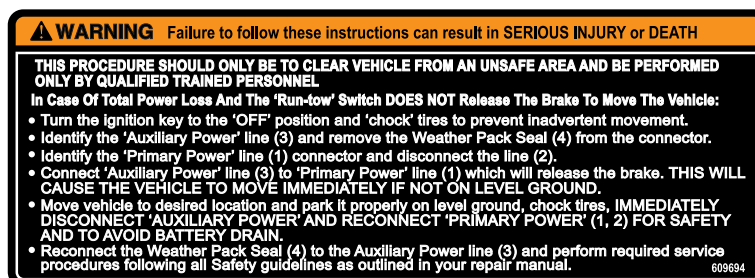 WARNING Failure to follow these instructions can result in SERIOUS INJURY or DEATH
THIS PROCEDURE SHOULD ONLY BE TO CLEAR VEHICLE FROM AN UNSAFE AREA AND BE PERFORMED
ONLY BY QUALIFIED TRAINED PERSONNEL
In Case Of Total Power Loss And The ‘Run-tow’ Switch DOES NOT Release The Brake To Move The Vehicle:
• Turn the ignition key to the ‘OFF’ position and ‘chock’ tires to prevent inadvertent movement.
• Identify the ‘Auxiliary Power’ line (3) and remove the Weather Pack Seal (4) from the connector.
• Identify the ‘Primary Power’ line (1) connector and disconnect the line (2).
• Connect ‘Auxiliary Power’ line (3) to ‘Primary Power’ line (1) which will release the brake. THIS WILL
CAUSE THE VEHICLE TO MOVE IMMEDIATELY IF NOT ON LEVEL GROUND.
• Move vehicle to desired location and park it properly on level ground, chock tires, IMMEDIATELY
DISCONNECT ‘AUXILIARY POWER’ AND RECONNECT ‘PRIMARY POWER’ (1, 2) FOR SAFETY
AND TO AVOID BATTERY DRAIN.
• Reconnect the Weather Pack Seal (4) to the Auxiliary Power line (3) and perform required service
procedures following all Safety guidelines as outlined in your repair manual.
609694